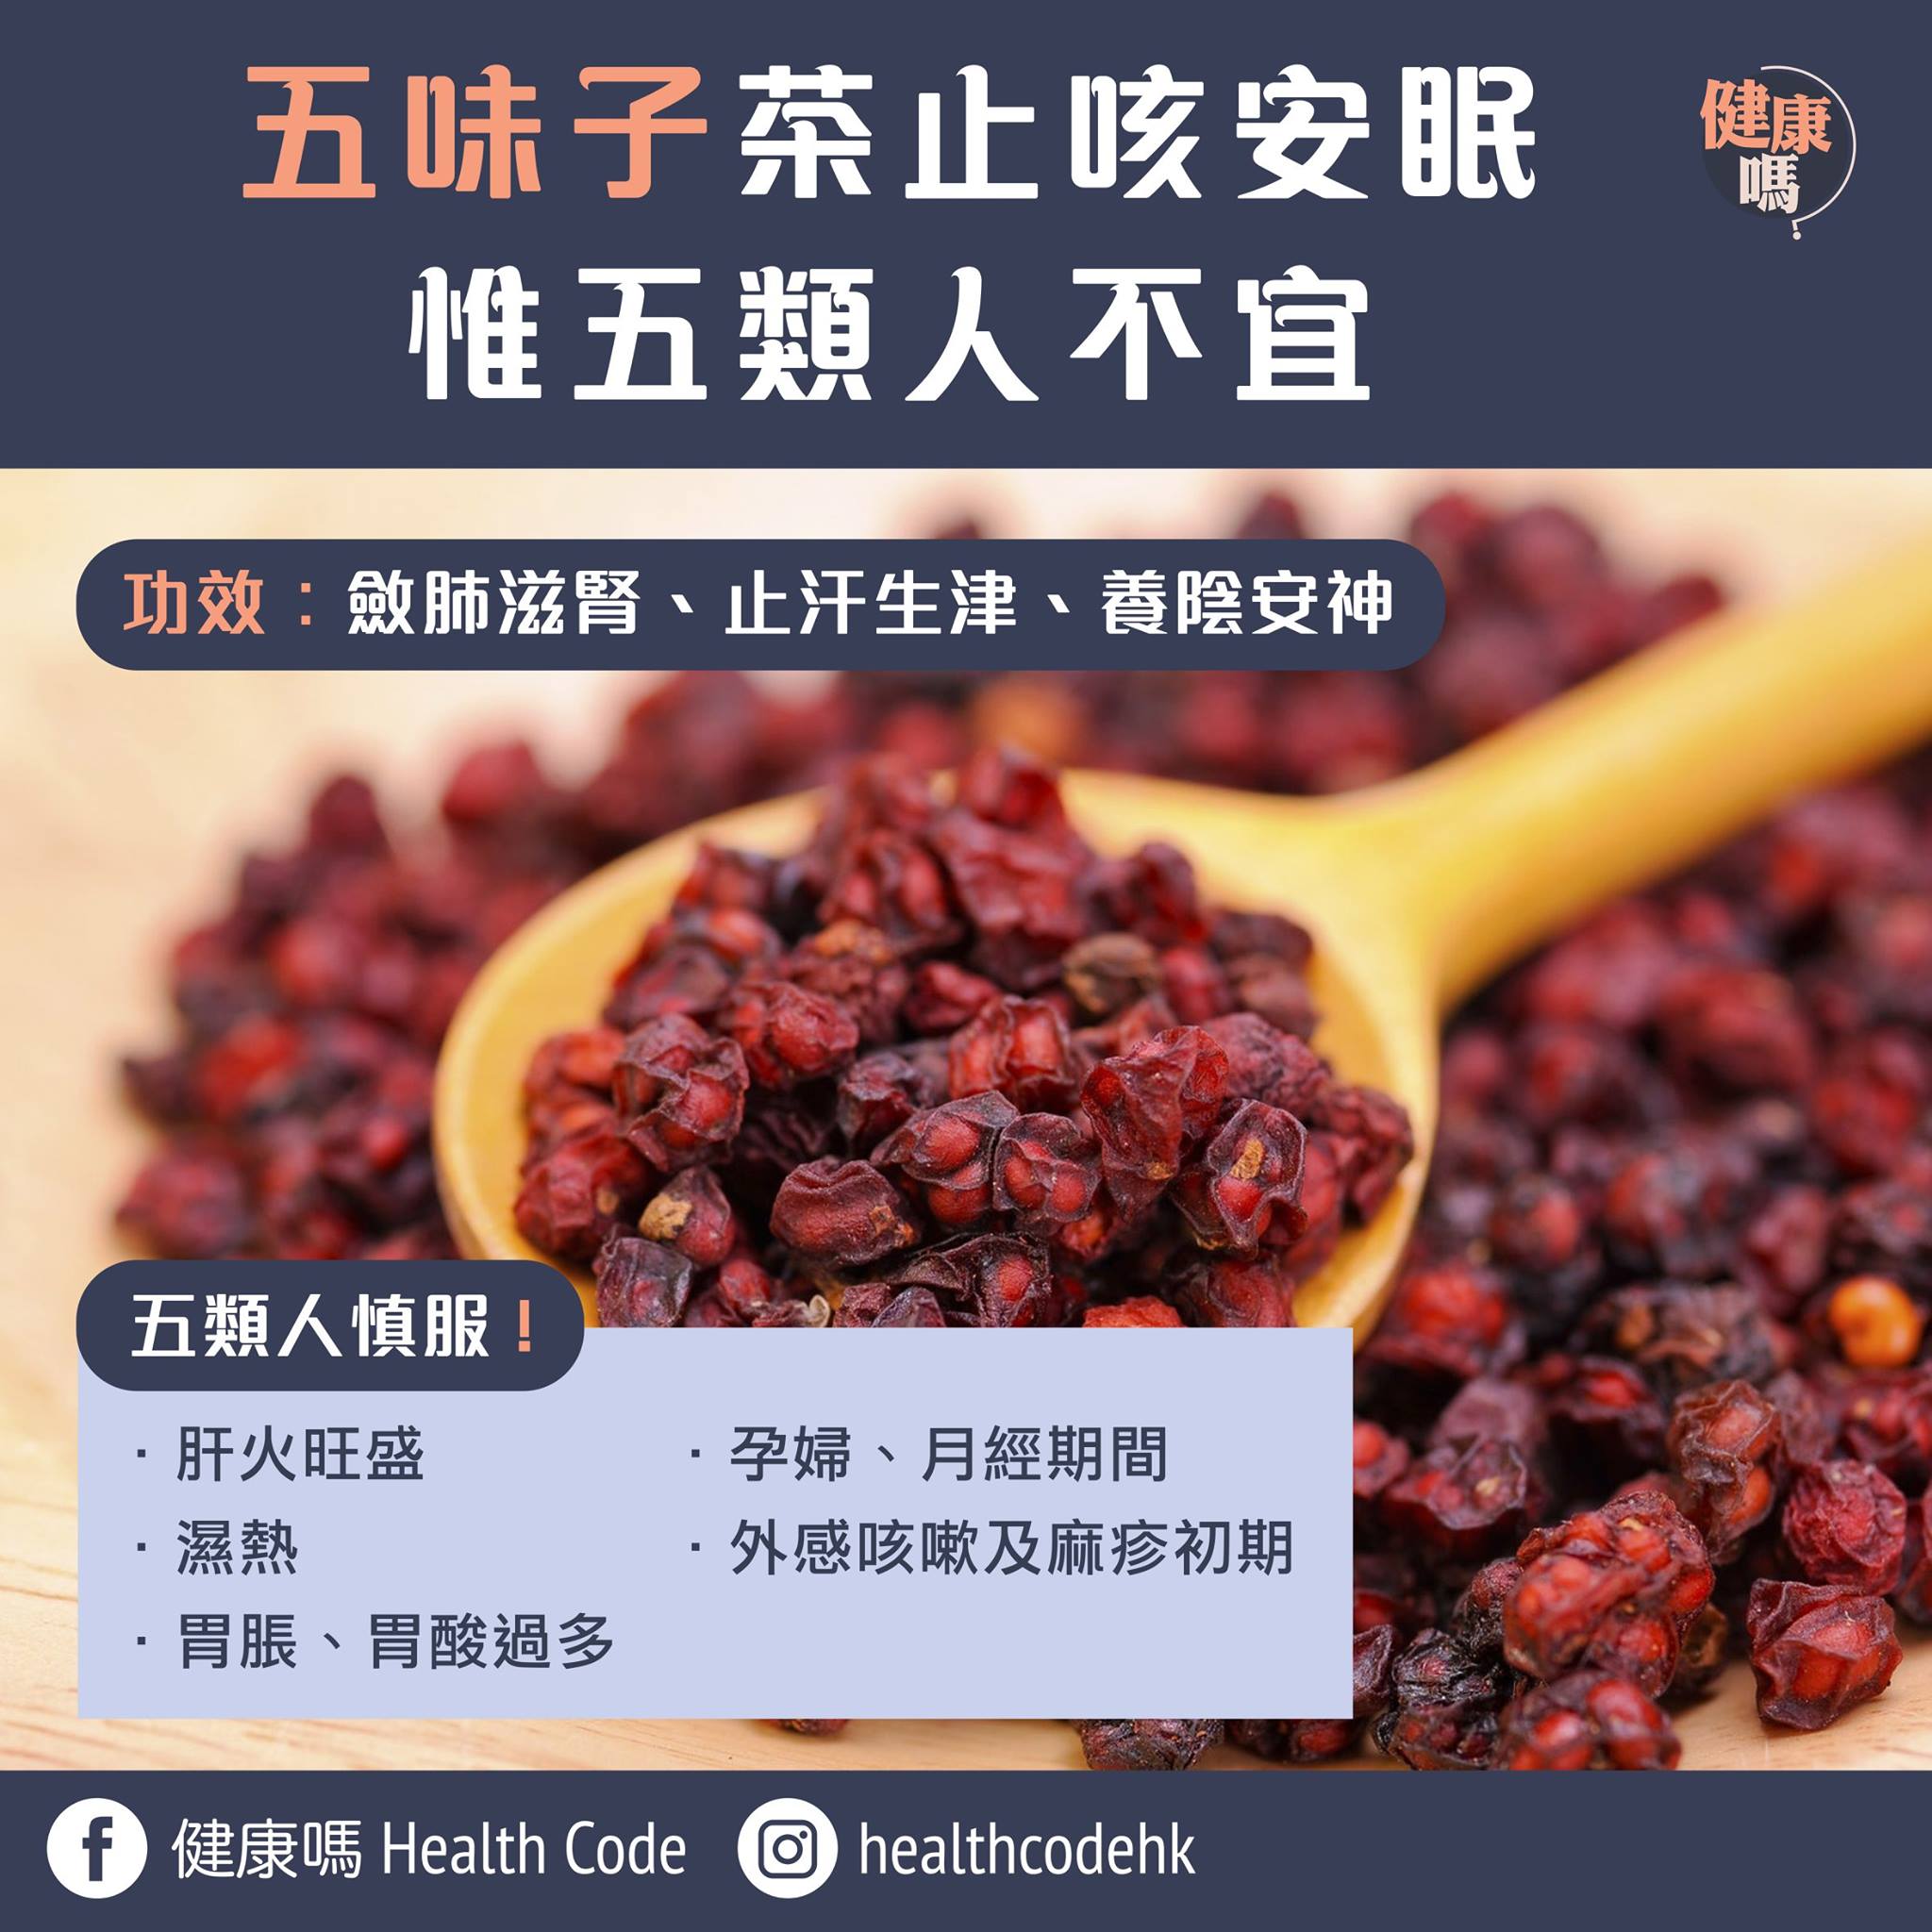 五味子茶止咳安眠
惟五類人不宜
健康
嗎?
功效：斂肺滋腎、止汗生津、養陰安神
五類人慎服！
· 肝火旺盛
· 濕熱
· 胃脹、胃酸過多
· 孕婦、月經期間
· 外感咳嗽及麻疹初期
健康嗎 Health Code
healthcodehk